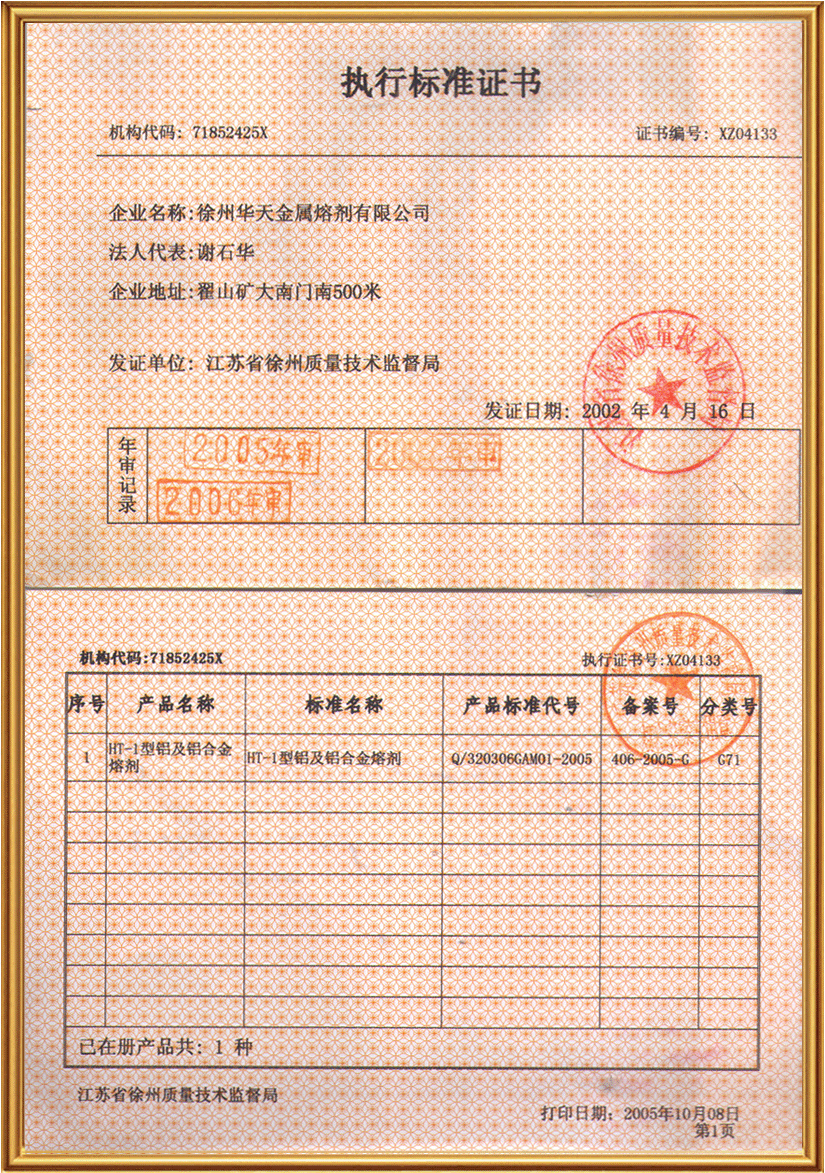 执行标准证书
机构代码: 71852425X 证书编号: XZ04133
企业名称:徐州华天金属熔剂有限公司
法人代表:谢石华
企业地址:翟山矿大南门南500米
发证单位: 江苏省徐州质量技术监督局
发证日期: 2002 年 4 月 16 日
年审记录
2005年审
2006年审
机构代码:71852425X 执行证书号:XZ04133
序号 产品名称 标准名称 产品标准代号 备案号 分类号
1 HT-1型铝及铝合金熔剂 HT-1型铝及铝合金熔剂 Q/320306GAM01-2005 406-2005-G G71
已在册产品共: 1 种
江苏省徐州质量技术监督局
打印日期: 2005年10月08日
第1页